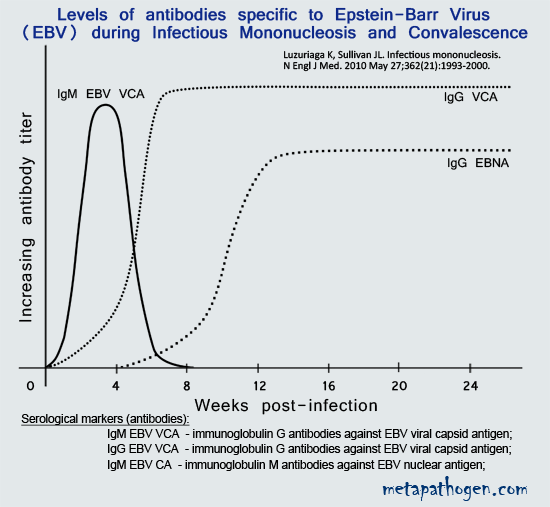 Levels of antibodies specific to Epstein-Barr Virus
(EBV) during Infectious Mononucleosis and Convalescence
Luzuriaga K, Sullivan JL. Infectious mononucleosis.
N Engl J Med. 2010 May 27;362(21):1993-2000.
IgM EBV VCA
IgG VCA
IgG EBNA
Increasing antibody titer
0 4 8 12 16 20 24
Weeks post-infection
Serological markers (antibodies):
IgM EBV VCA - immunoglobulin G antibodies against EBV viral capsid antigen;
IgG EBV VCA - immunoglobulin G antibodies against EBV viral capsid antigen;
IgM EBV CA - immunoglobulin M antibodies against EBV nuclear antigen;
metapathogen.com